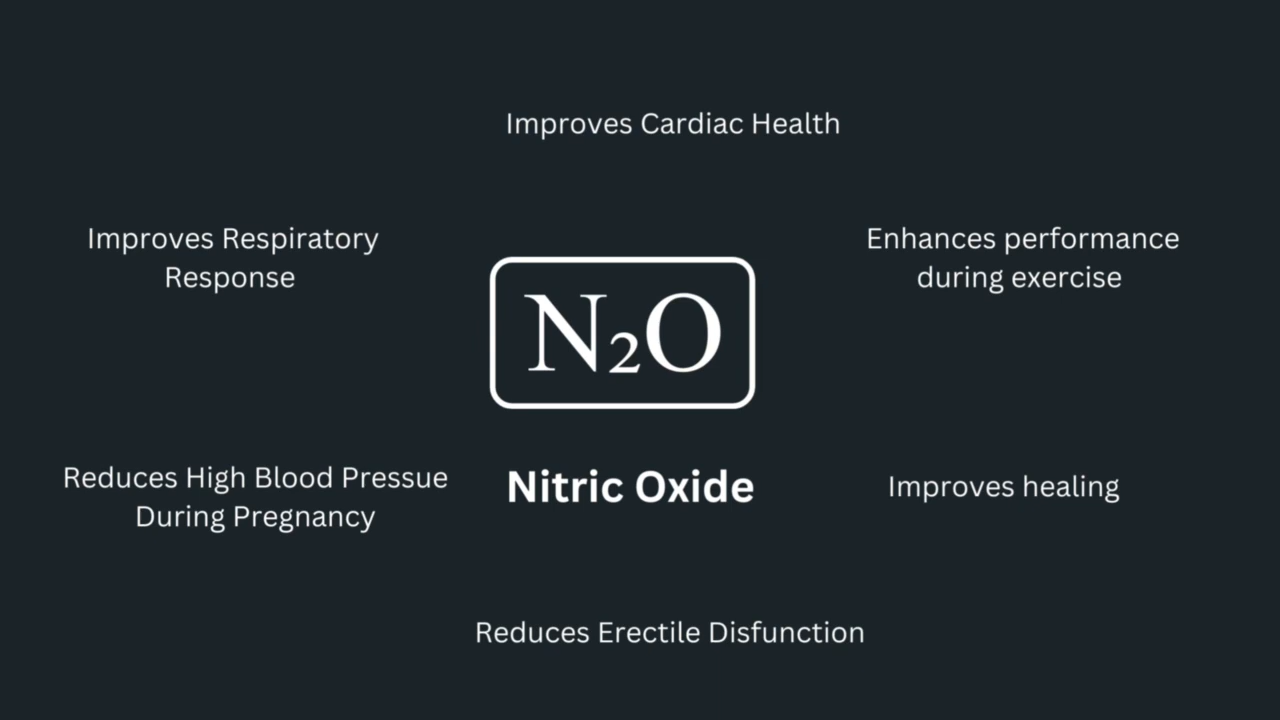 Improves Cardiac Health
Improves Respiratory
Response
Enhances performance
during exercise
N₂O
Nitric Oxide
Reduces High Blood Pressue
During Pregnancy
Improves healing
Reduces Erectile Disfunction